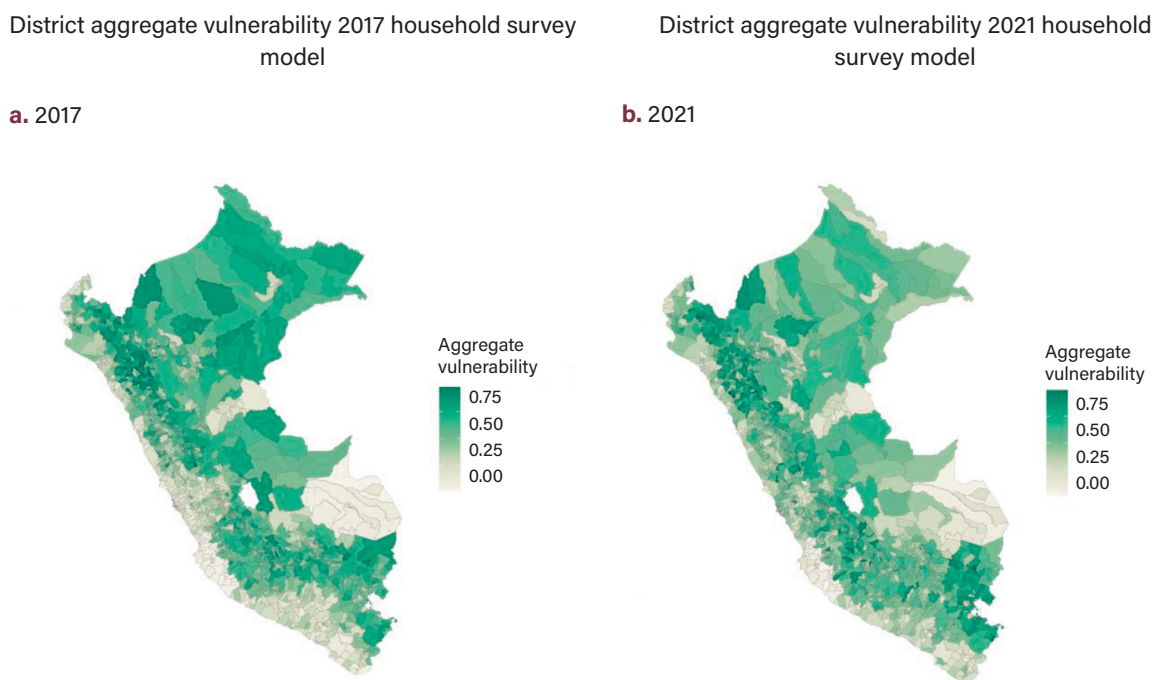 District aggregate vulnerability 2017 household survey
model
District aggregate vulnerability 2021 household
survey model
a. 2017
b. 2021
Aggregate
vulnerability
0.75
0.50
0.25
0.00
Aggregate
vulnerability
0.75
0.50
0.25
0.00